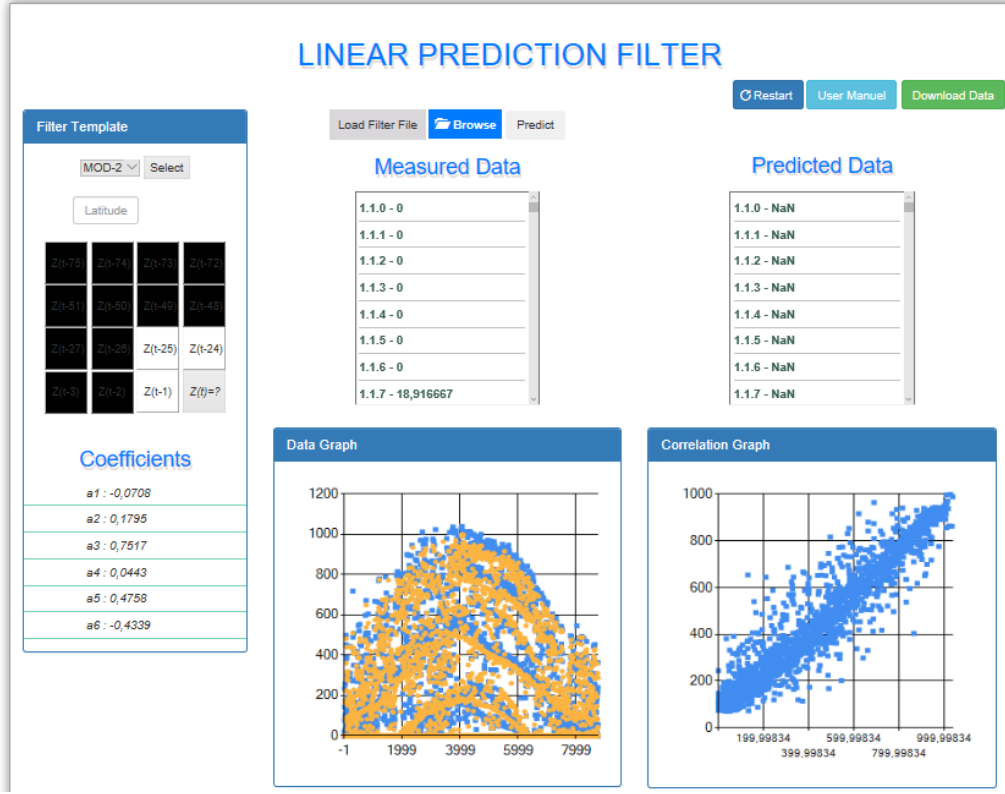 LINEAR PREDICTION FILTER
Restart
User Manuel
Download Data
Filter Template
MOD-2
Select
Latitude
Z(t-75) Z(t-74) Z(t-73) Z(t-72)
Z(t-51) Z(t-50) Z(t-49) Z(t-48)
Z(t-27) Z(t-26) Z(t-25) Z(t-24)
Z(t-3) Z(t-2) Z(t-1) Z(t)=?
Coefficients
a1 : -0,0708
a2 : 0,1795
a3 : 0,7517
a4 : 0,0443
a5 : 0,4758
a6 : -0,4339
Load Filter File
Browse
Predict
Measured Data
1.1.0 - 0
1.1.1 - 0
1.1.2 - 0
1.1.3 - 0
1.1.4 - 0
1.1.5 - 0
1.1.6 - 0
1.1.7 - 18,916667
Predicted Data
1.1.0 - NaN
1.1.1 - NaN
1.1.2 - NaN
1.1.3 - NaN
1.1.4 - NaN
1.1.5 - NaN
1.1.6 - NaN
1.1.7 - NaN
Data Graph
1200
1000
800
600
400
200
0
-1 1999 3999 5999 7999
Correlation Graph
1000
800
600
400
200
0
199,99834 599,99834 999,99834
399,99834 799,99834